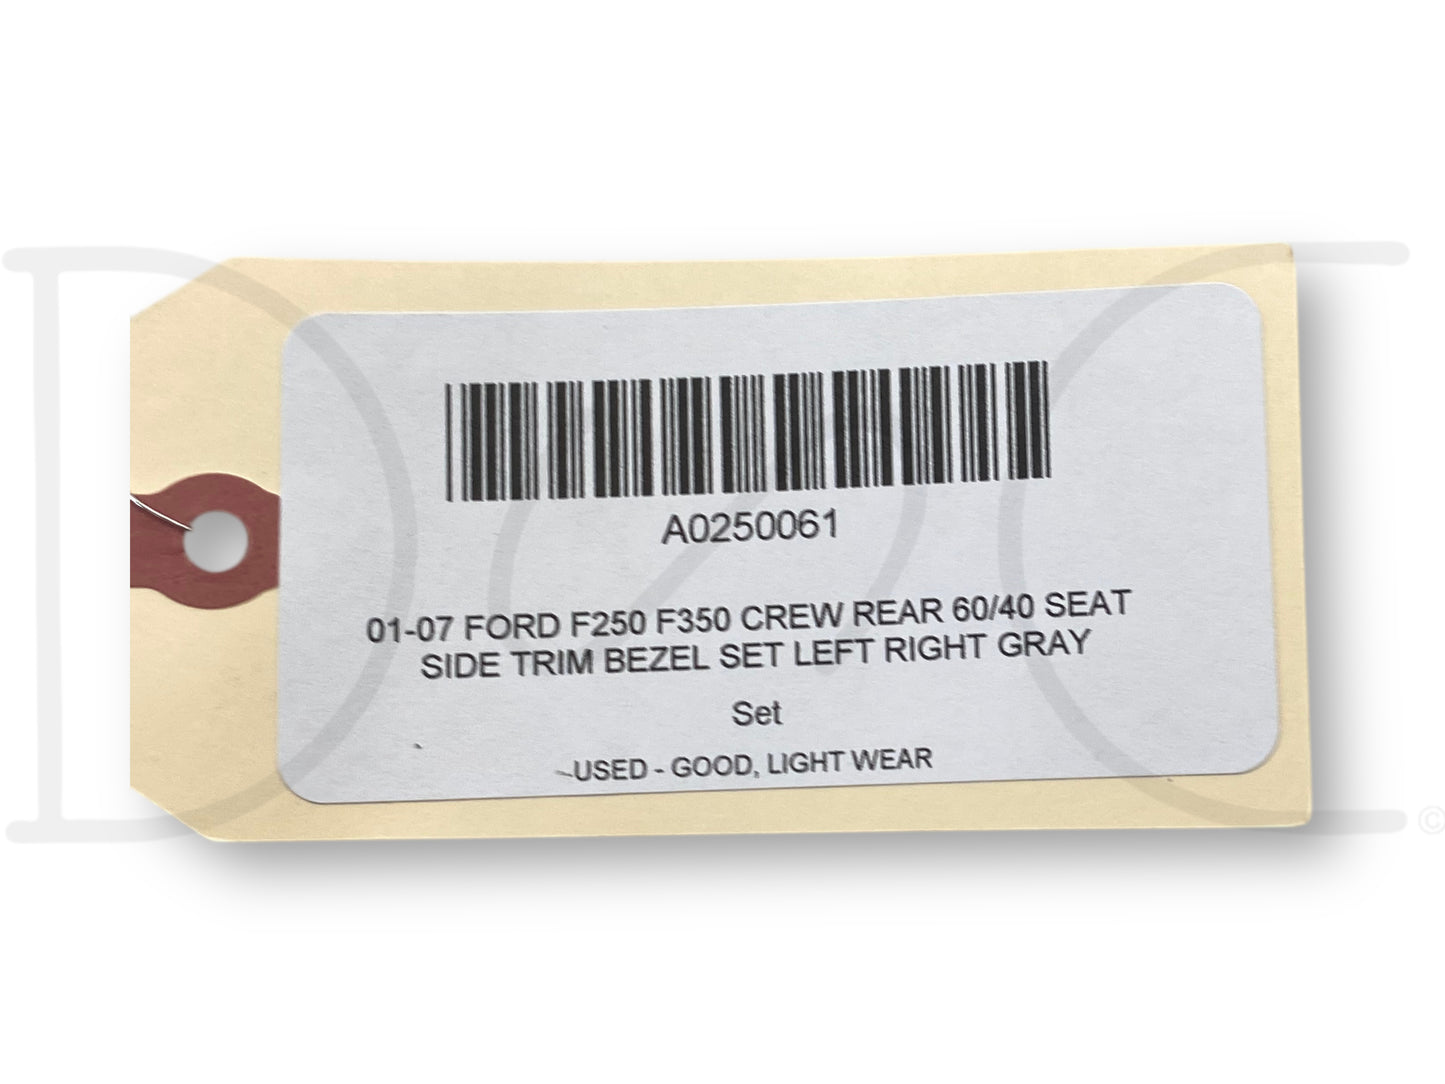 A0250061
01-07 FORD F250 F350 CREW REAR 60/40 SEAT
SIDE TRIM BEZEL SET LEFT RIGHT GRAY
Set
USED - GOOD, LIGHT WEAR
©